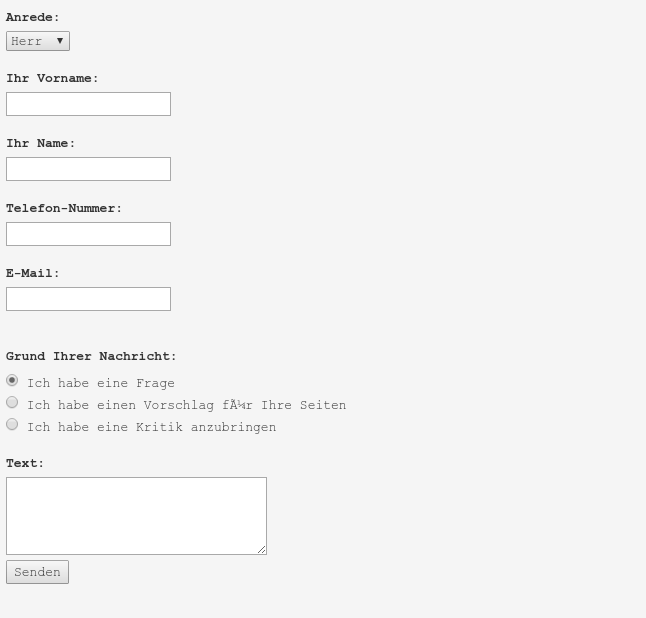 Anrede:
Herr
Ihr Vorname:
Ihr Name:
Telefon-Nummer:
E-Mail:
Grund Ihrer Nachricht:
Ich habe eine Frage
Ich habe einen Vorschlag fÃ¼r Ihre Seiten
Ich habe eine Kritik anzubringen
Text:
Senden